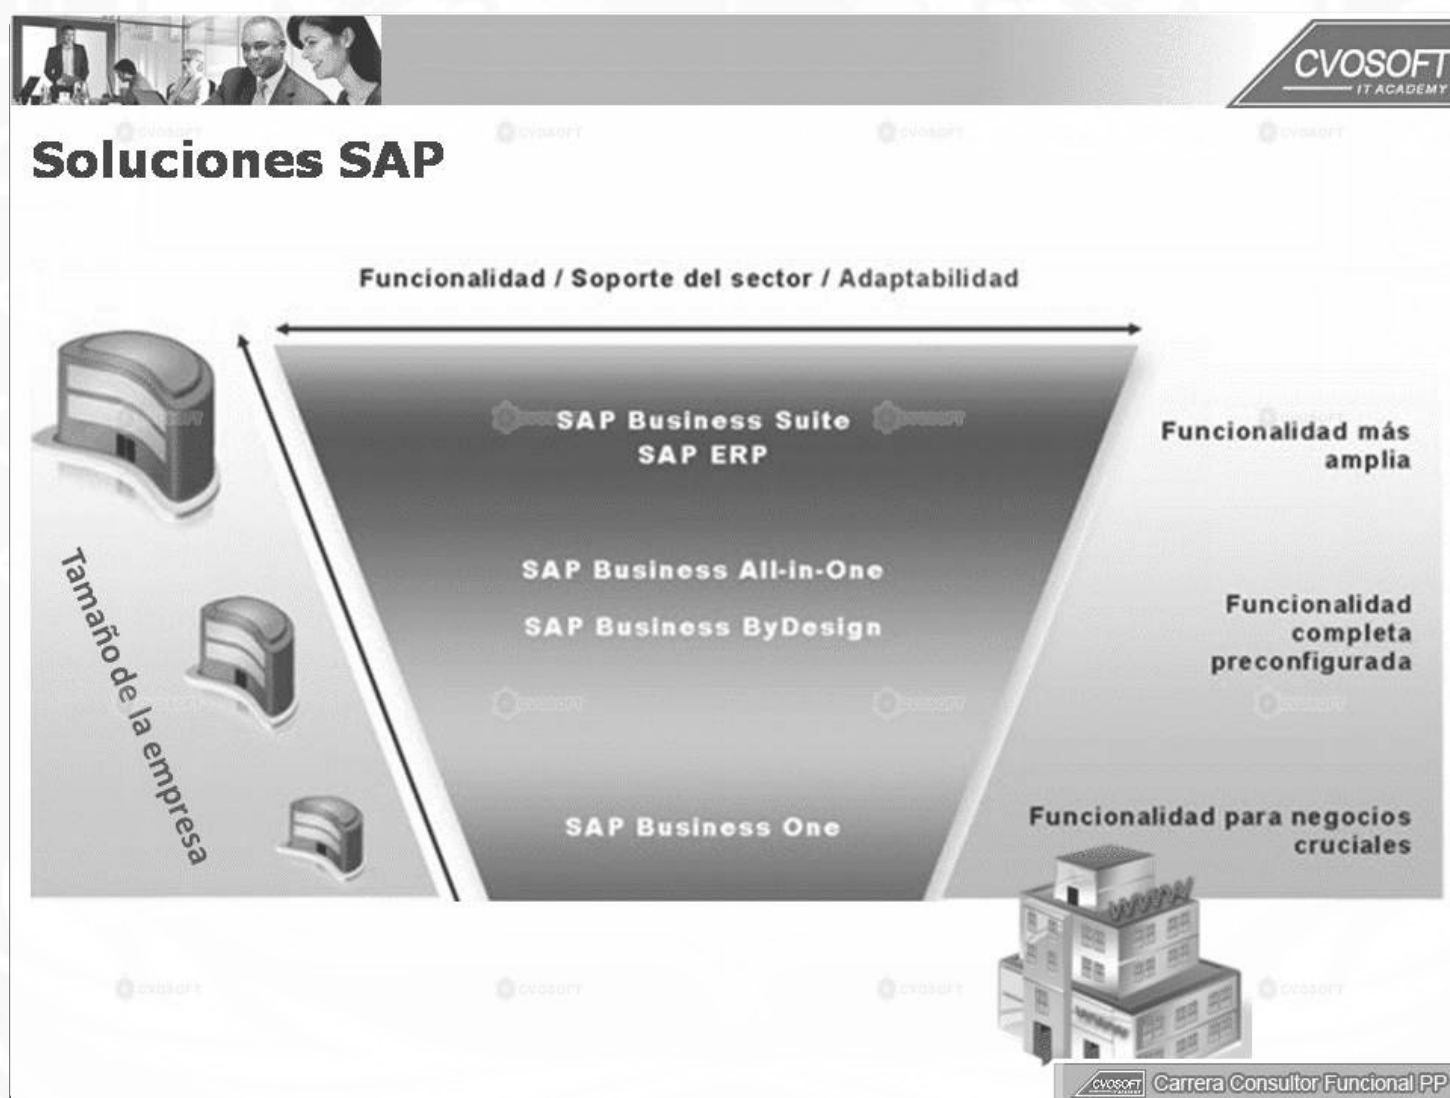 CVOSOFT
IT ACADEMY
Soluciones SAP
Funcionalidad / Soporte del sector / Adaptabilidad
SAP Business Suite
SAP ERP
Funcionalidad más
amplia
SAP Business All-in-One
SAP Business ByDesign
Funcionalidad
completa
preconfigurada
Tamaño de la empresa
SAP Business One
Funcionalidad para negocios
cruciales
CVOSOFT
Carrera Consultor Funcional PP